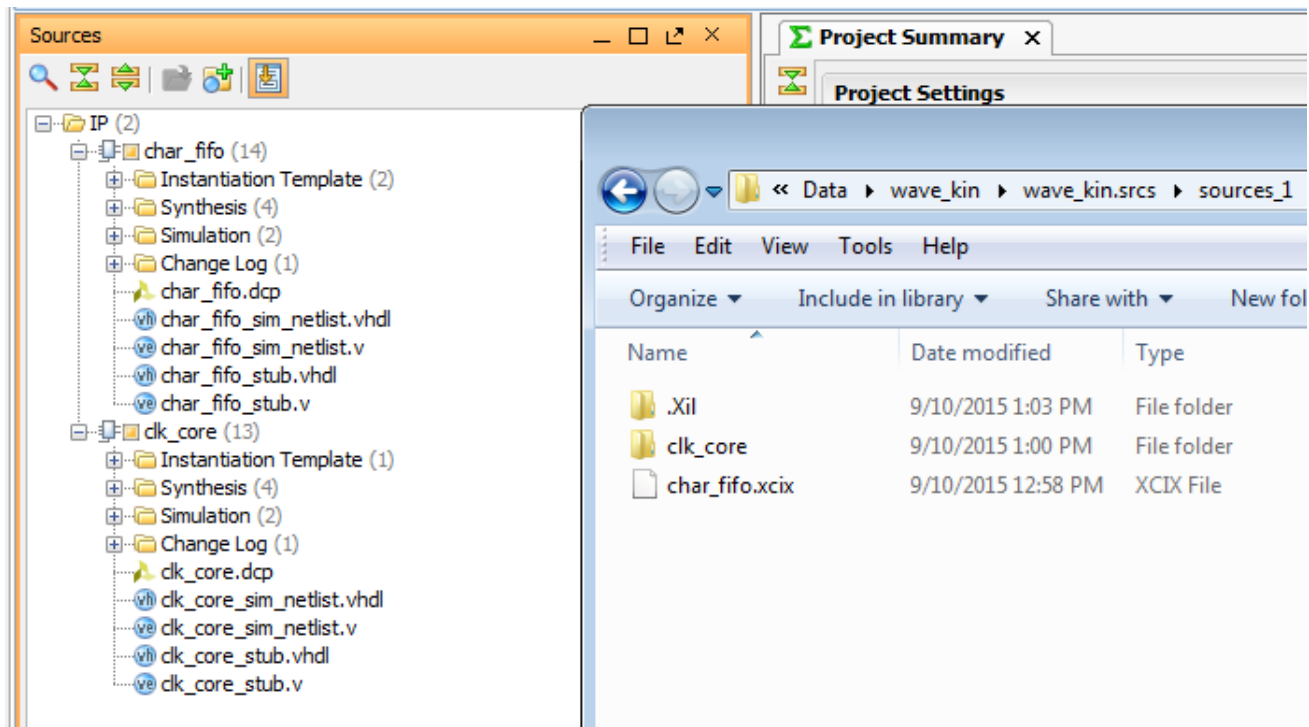 Sources
IP (2)
char_fifo (14)
Instantiation Template (2)
Synthesis (4)
Simulation (2)
Change Log (1)
char_fifo.dcp
char_fifo_sim_netlist.vhdl
char_fifo_sim_netlist.v
char_fifo_stub.vhdl
char_fifo_stub.v
clk_core (13)
Instantiation Template (1)
Synthesis (4)
Simulation (2)
Change Log (1)
clk_core.dcp
clk_core_sim_netlist.vhdl
clk_core_sim_netlist.v
clk_core_stub.vhdl
clk_core_stub.v
Σ Project Summary ×
Project Settings
« Data ▸ wave_kin ▸ wave_kin.srcs ▸ sources_1
File Edit View Tools Help
Organize ▾ Include in library ▾ Share with ▾ New fol
Name Date modified Type
.Xil 9/10/2015 1:03 PM File folder
clk_core 9/10/2015 1:00 PM File folder
char_fifo.xcix 9/10/2015 12:58 PM XCIX File